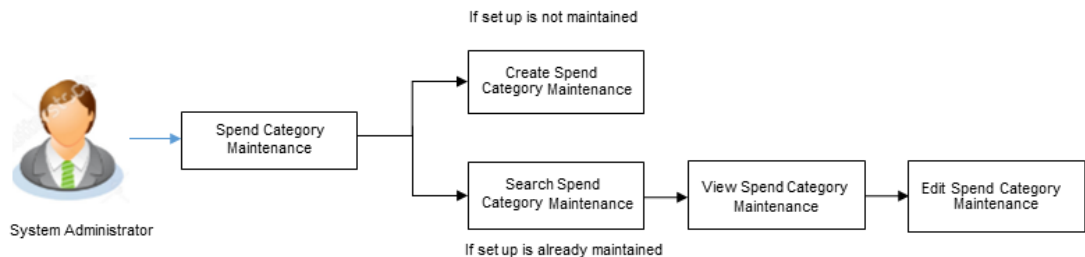 If set up is not maintained
Create Spend
Category Maintenance
Spend Category
Maintenance
Search Spend
Category Maintenance
View Spend Category
Maintenance
Edit Spend Category
Maintenance
System Administrator
If set up is already maintained